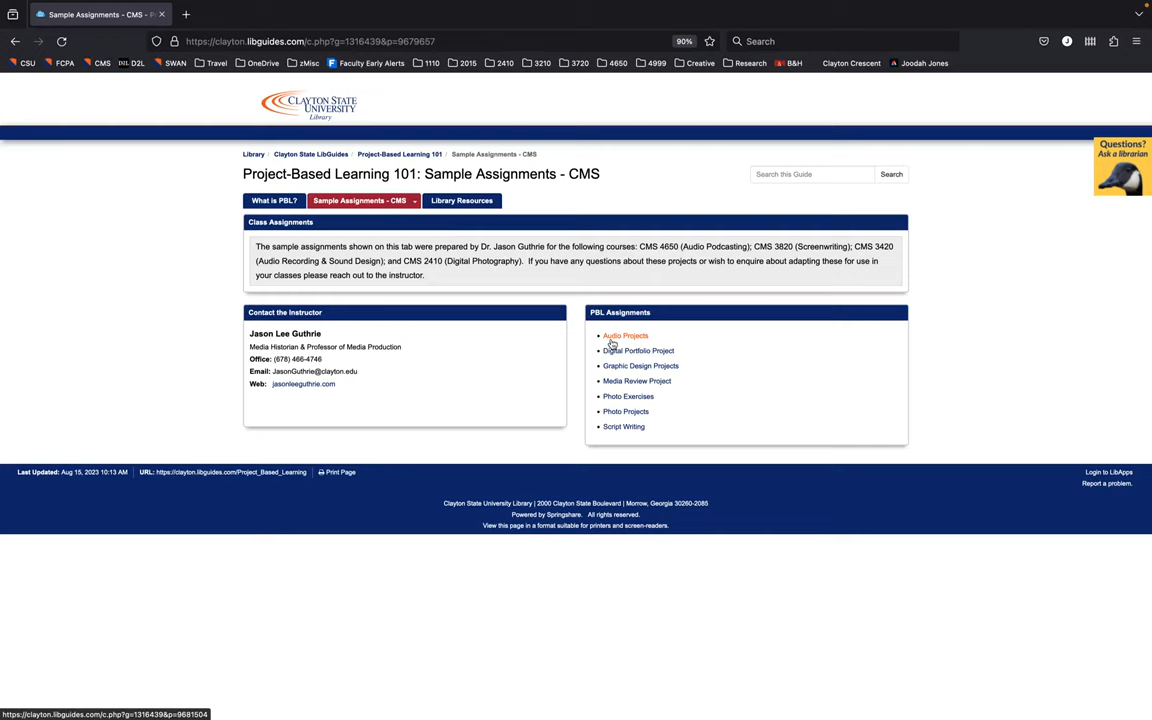 Sample Assignments - CMS - P
https://clayton.libguides.com/c.php?g=1316439&p=9679657
90%
Search
CSU
FCPA
CMS
D2L D2L
SWAN
Travel
OneDrive
zMisc
Faculty Early Alerts
1110
2015
2410
3210
3720
4650
4999
Creative
Research
B&H
Clayton Crescent
Joodah Jones
CLAYTON STATE
UNIVERSITY
Library
Questions?
Ask a librarian
Library / Clayton State LibGuides / Project-Based Learning 101 / Sample Assignments - CMS
Project-Based Learning 101: Sample Assignments - CMS
Search this Guide
Search
What is PBL?
Sample Assignments - CMS
Library Resources
Class Assignments
The sample assignments shown on this tab were prepared by Dr. Jason Guthrie for the following courses: CMS 4650 (Audio Podcasting); CMS 3820 (Screenwriting); CMS 3420
(Audio Recording & Sound Design); and CMS 2410 (Digital Photography). If you have any questions about these projects or wish to enquire about adapting these for use in
your classes please reach out to the instructor.
Contact the Instructor
Jason Lee Guthrie
Media Historian & Professor of Media Production
Office: (678) 466-4746
Email: JasonGuthrie@clayton.edu
Web: jasonleeguthrie.com
PBL Assignments
• Audio Projects
• Digital Portfolio Project
• Graphic Design Projects
• Media Review Project
• Photo Exercises
• Photo Projects
• Script Writing
Last Updated: Aug 15, 2023 10:13 AM
URL: https://clayton.libguides.com/Project_Based_Learning
Print Page
Login to LibApps
Report a problem.
Clayton State University Library | 2000 Clayton State Boulevard | Morrow, Georgia 30260-2085
Powered by Springshare. All rights reserved.
View this page in a format suitable for printers and screen-readers.
https://clayton.libguides.com/c.php?g=1316439&p=9681504